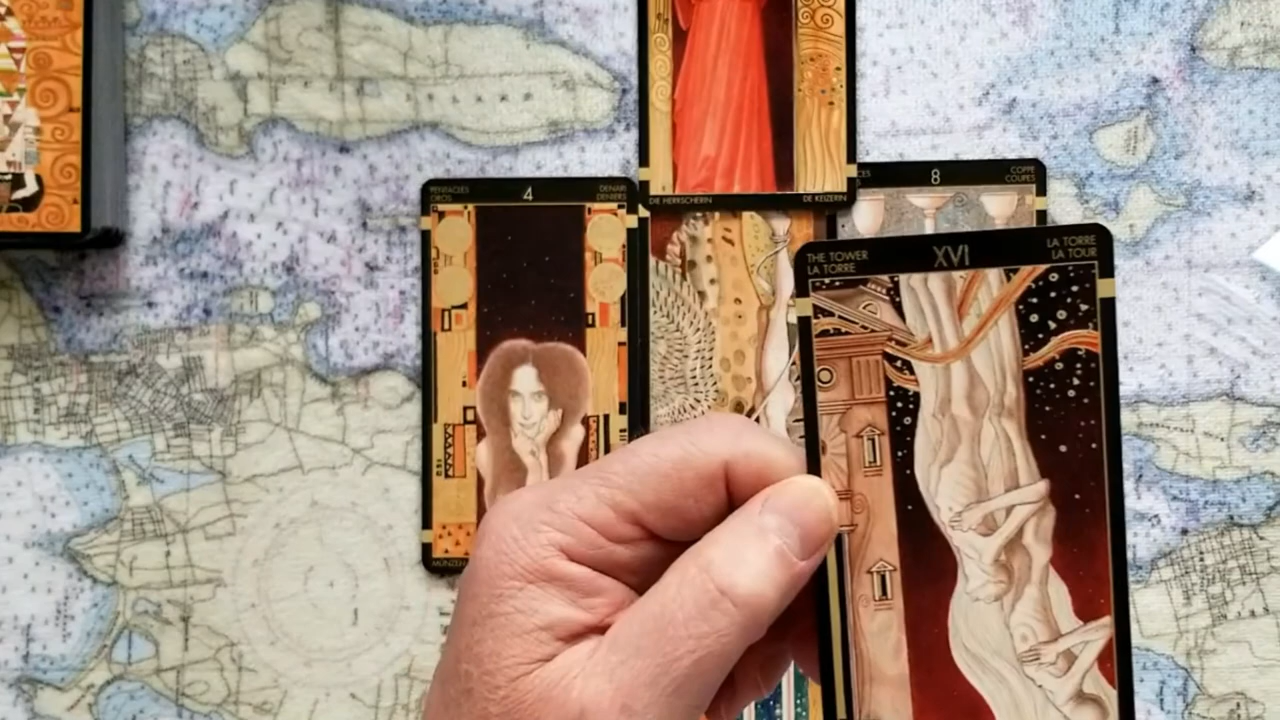 DIE HERRSCHERIN DE KEIZERIN
PENTACLES
OROS
4
DENARI
DENIERS
8
COPPE
COUPES
THE TOWER
LA TORRE
XVI
LA TORRE
LA TOUR
MÜNZEN